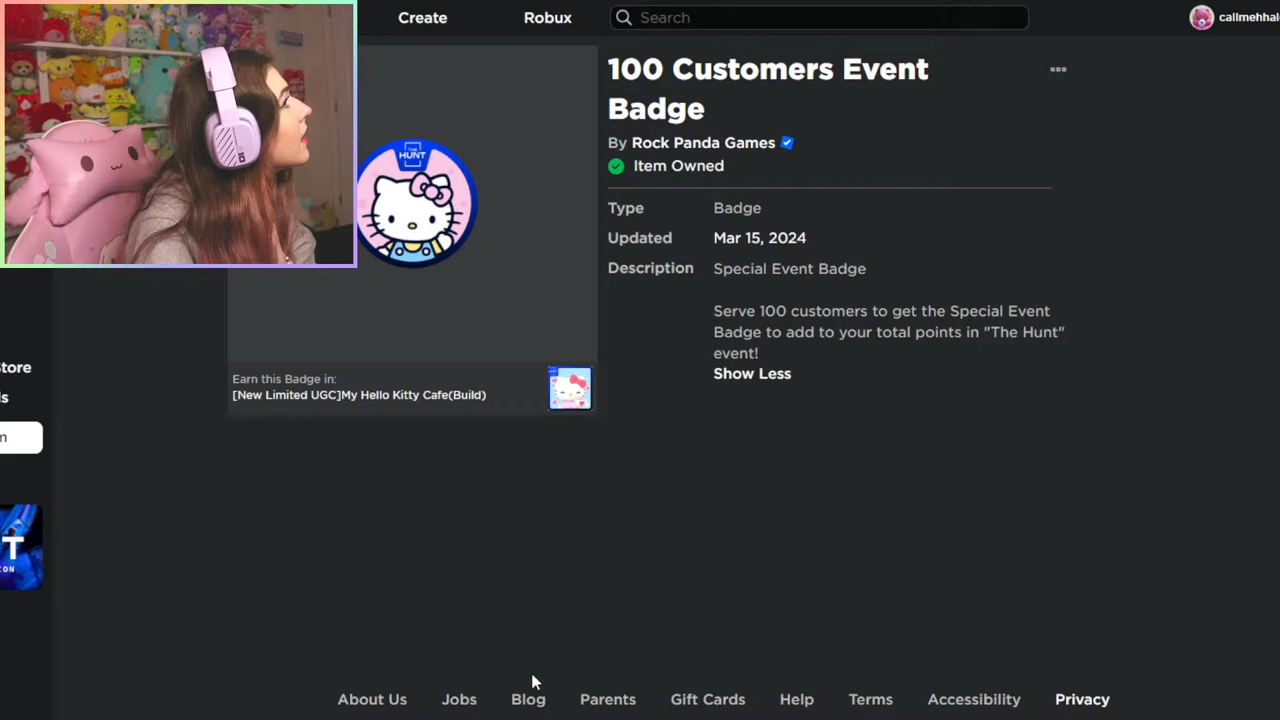 Create
Robux
Search
callmehhal
100 Customers Event
Badge
By Rock Panda Games
Item Owned
Type
Badge
Updated
Mar 15, 2024
Description
Special Event Badge
Serve 100 customers to get the Special Event
Badge to add to your total points in "The Hunt"
event!
Show Less
THE
HUNT
Earn this Badge in:
[New Limited UGC]My Hello Kitty Cafe(Build)
Store
s
m
T
ON
About Us
Jobs
Blog
Parents
Gift Cards
Help
Terms
Accessibility
Privacy